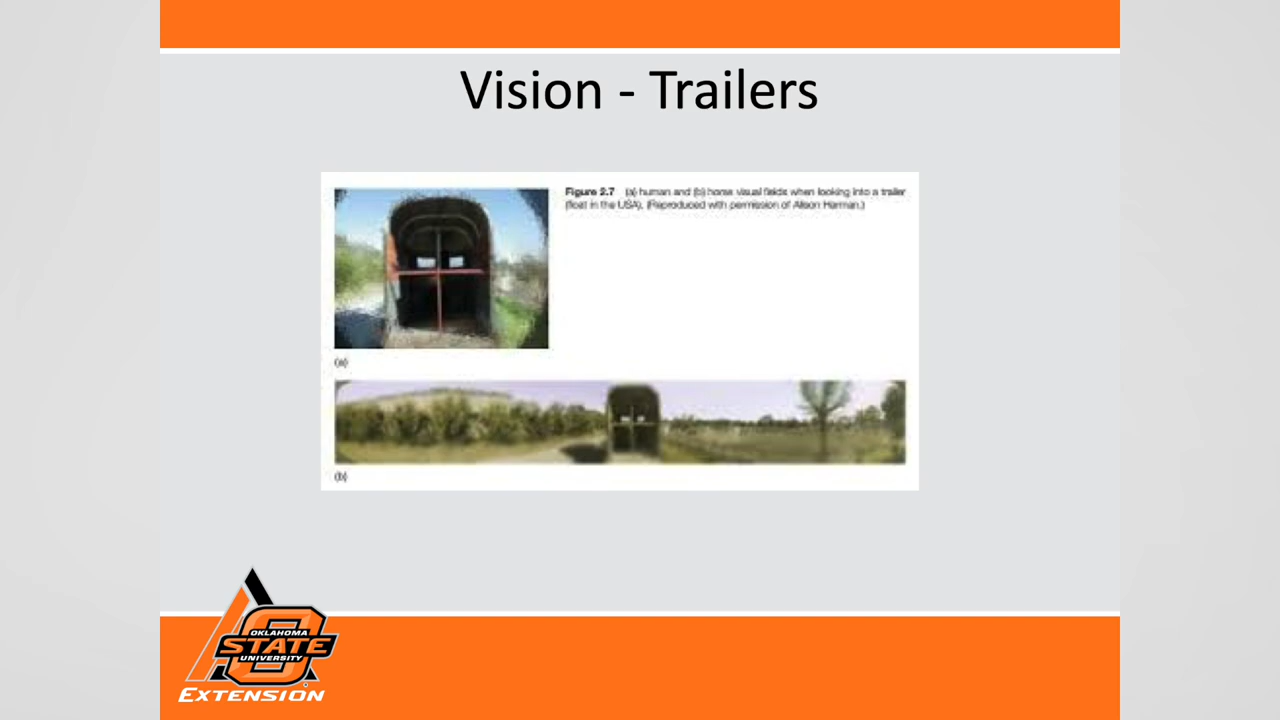 Vision - Trailers
Figure 2.7 (a) human and (b) horse visual fields when looking into a trailer
(float in the USA). (Reproduced with permission of Alison Harman.)
(a)
(b)
OKLAHOMA
STATE
UNIVERSITY
EXTENSION